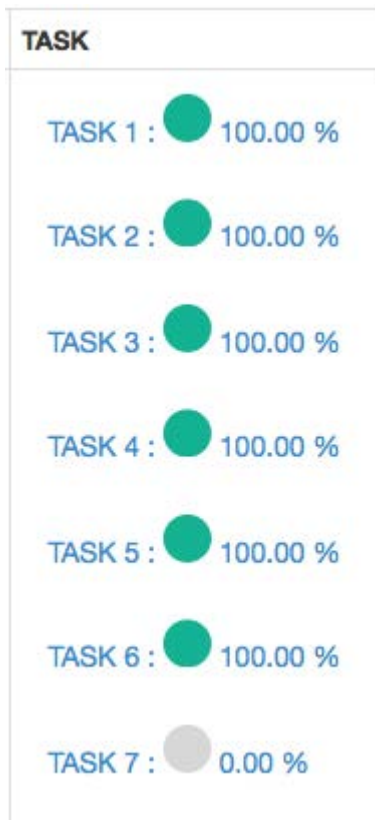 TASK
TASK 1 : 100.00 %
TASK 2 : 100.00 %
TASK 3 : 100.00 %
TASK 4 : 100.00 %
TASK 5 : 100.00 %
TASK 6 : 100.00 %
TASK 7 : 0.00 %